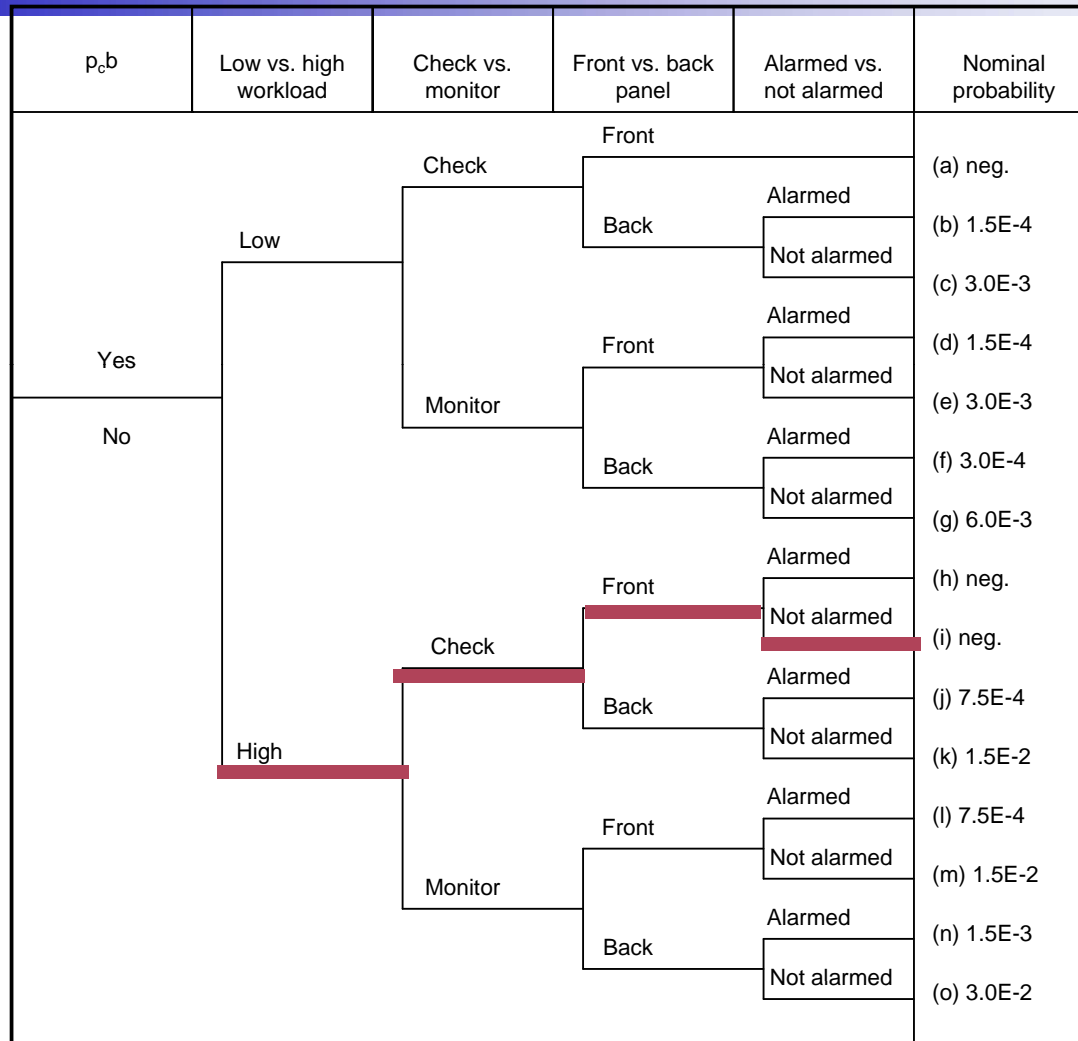 p_cb
Low vs. high
workload
Check vs.
monitor
Front vs. back
panel
Alarmed vs.
not alarmed
Nominal
probability
Front
Check
(a) neg.
Alarmed
Back
(b) 1.5E-4
Low
Not alarmed
(c) 3.0E-3
Alarmed
Front
(d) 1.5E-4
Yes
Not alarmed
(e) 3.0E-3
Monitor
No
Alarmed
(f) 3.0E-4
Back
Not alarmed
(g) 6.0E-3
Alarmed
(h) neg.
Front
Not alarmed
(i) neg.
Check
Alarmed
(j) 7.5E-4
Back
Not alarmed
High
(k) 1.5E-2
Alarmed
(l) 7.5E-4
Front
Not alarmed
(m) 1.5E-2
Monitor
Alarmed
(n) 1.5E-3
Back
Not alarmed
(o) 3.0E-2